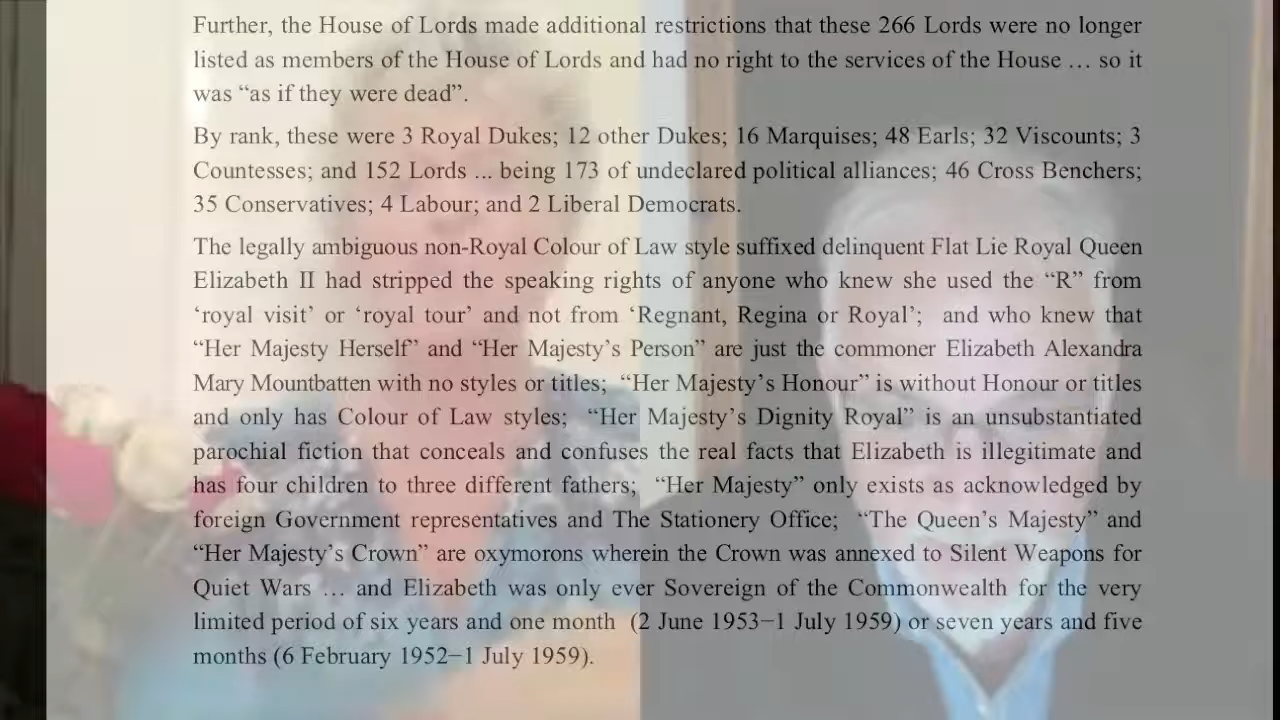 Further, the House of Lords made additional restrictions that these 266 Lords were no longer
listed as members of the House of Lords and had no right to the services of the House … so it
was “as if they were dead”.
By rank, these were 3 Royal Dukes; 12 other Dukes; 16 Marquises; 48 Earls; 32 Viscounts; 3
Countesses; and 152 Lords ... being 173 of undeclared political alliances; 46 Cross Benchers;
35 Conservatives; 4 Labour; and 2 Liberal Democrats.
The legally ambiguous non-Royal Colour of Law style suffixed delinquent Flat Lie Royal Queen
Elizabeth II had stripped the speaking rights of anyone who knew she used the “R” from
‘royal visit’ or ‘royal tour’ and not from ‘Regnant, Regina or Royal’; and who knew that
“Her Majesty Herself” and “Her Majesty’s Person” are just the commoner Elizabeth Alexandra
Mary Mountbatten with no styles or titles; “Her Majesty’s Honour” is without Honour or titles
and only has Colour of Law styles; “Her Majesty’s Dignity Royal” is an unsubstantiated
parochial fiction that conceals and confuses the real facts that Elizabeth is illegitimate and
has four children to three different fathers; “Her Majesty” only exists as acknowledged by
foreign Government representatives and The Stationery Office; “The Queen’s Majesty” and
“Her Majesty’s Crown” are oxymorons wherein the Crown was annexed to Silent Weapons for
Quiet Wars … and Elizabeth was only ever Sovereign of the Commonwealth for the very
limited period of six years and one month (2 June 1953−1 July 1959) or seven years and five
months (6 February 1952−1 July 1959).